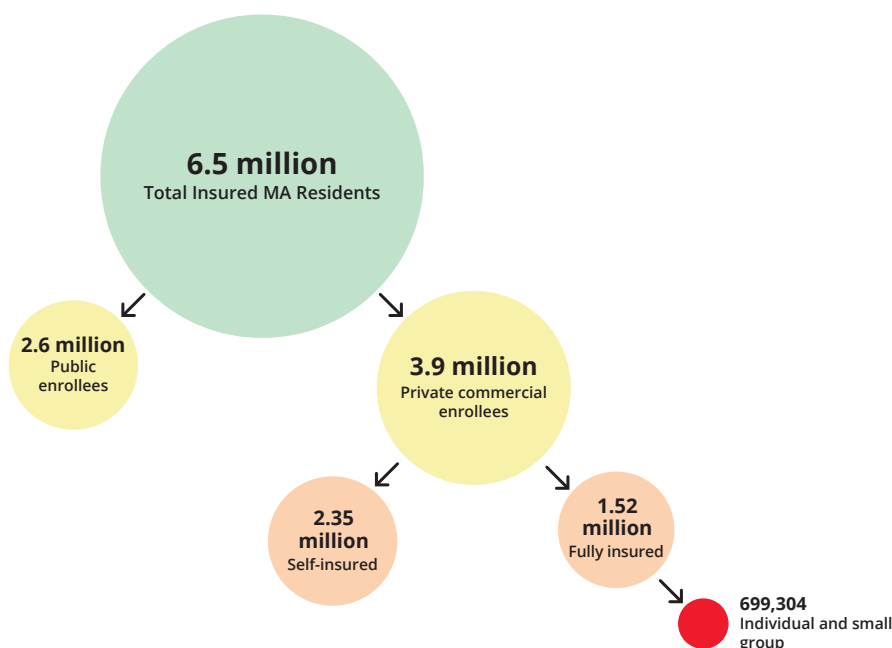 6.5 million
Total Insured MA Residents
2.6 million
Public
enrollees
3.9 million
Private commercial
enrollees
2.35
million
Self-insured
1.52
million
Fully insured
699,304
Individual and small
group